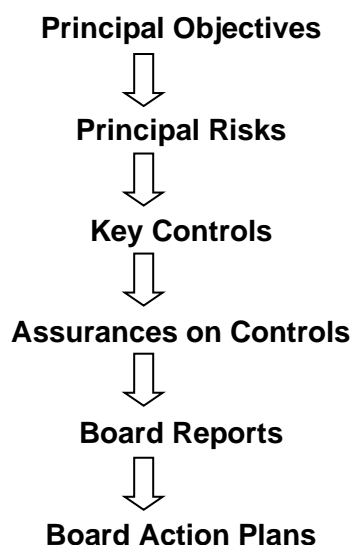 Principal Objectives
Principal Risks
Key Controls
Assurances on Controls
Board Reports
Board Action Plans